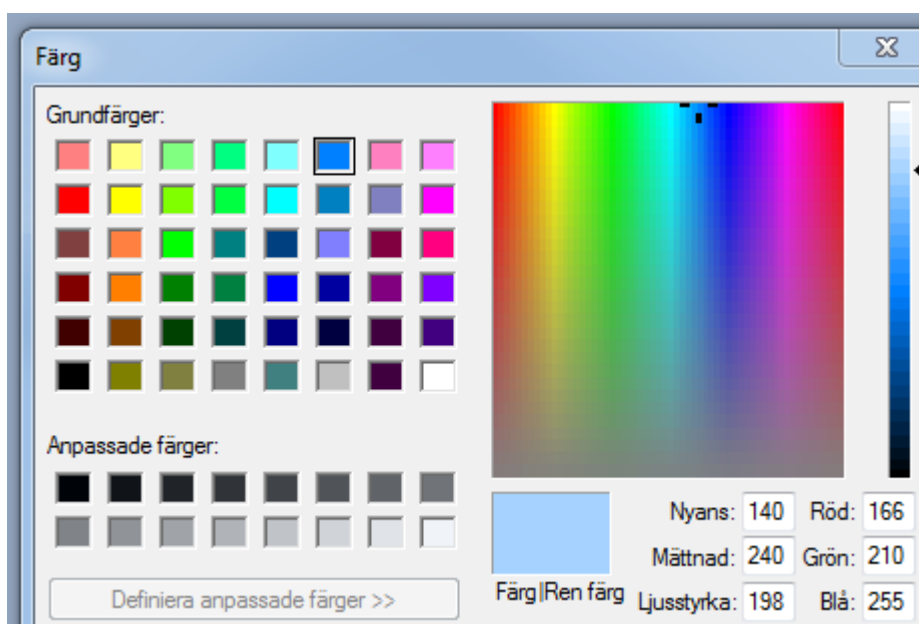 Färg
Grundfärger:
Anpassade färger:
Definiera anpassade färger >>
Färg|Ren färg
Nyans: 140 Röd: 166
Mättnad: 240 Grön: 210
Ljusstyrka: 198 Blå: 255